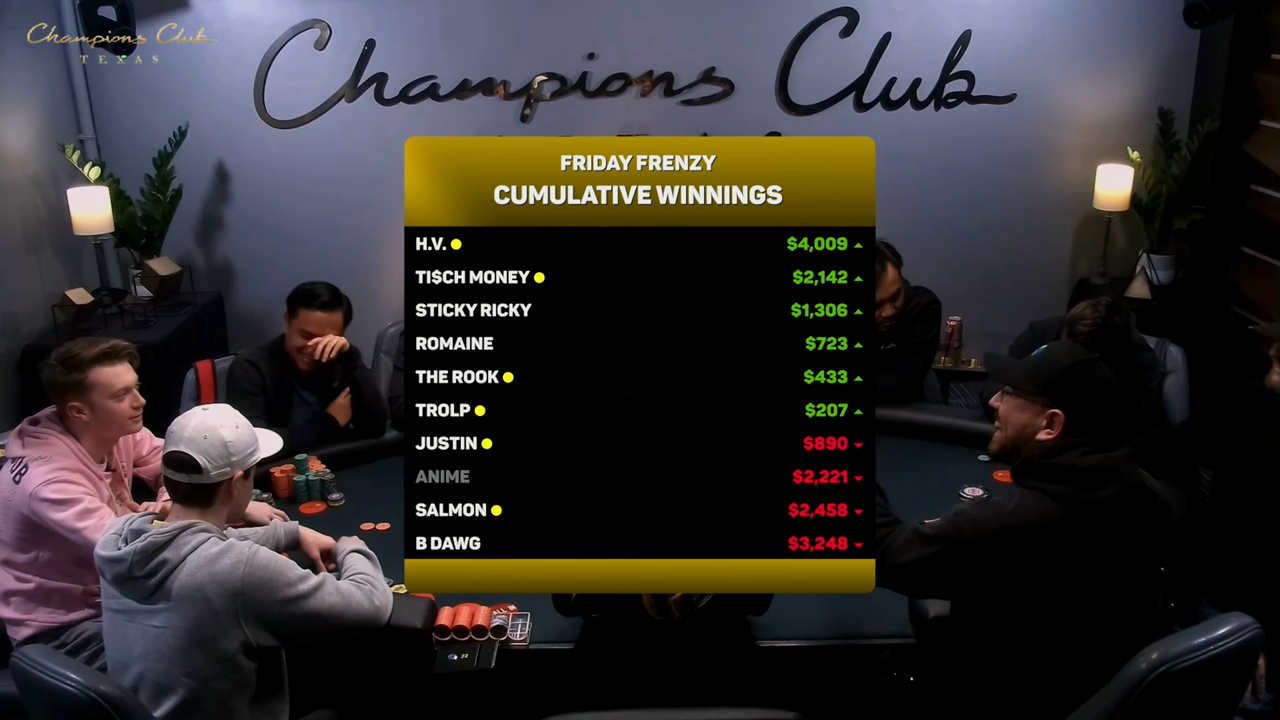 Champions Club
TEXAS
Champions Club
FRIDAY FRENZY
CUMULATIVE WINNINGS
H.V. $4,009
TI$CH MONEY $2,142
STICKY RICKY $1,306
ROMAINE $723
THE ROOK $433
TROLP $207
JUSTIN $890
ANIME $2,221
SALMON $2,458
B DAWG $3,248
22